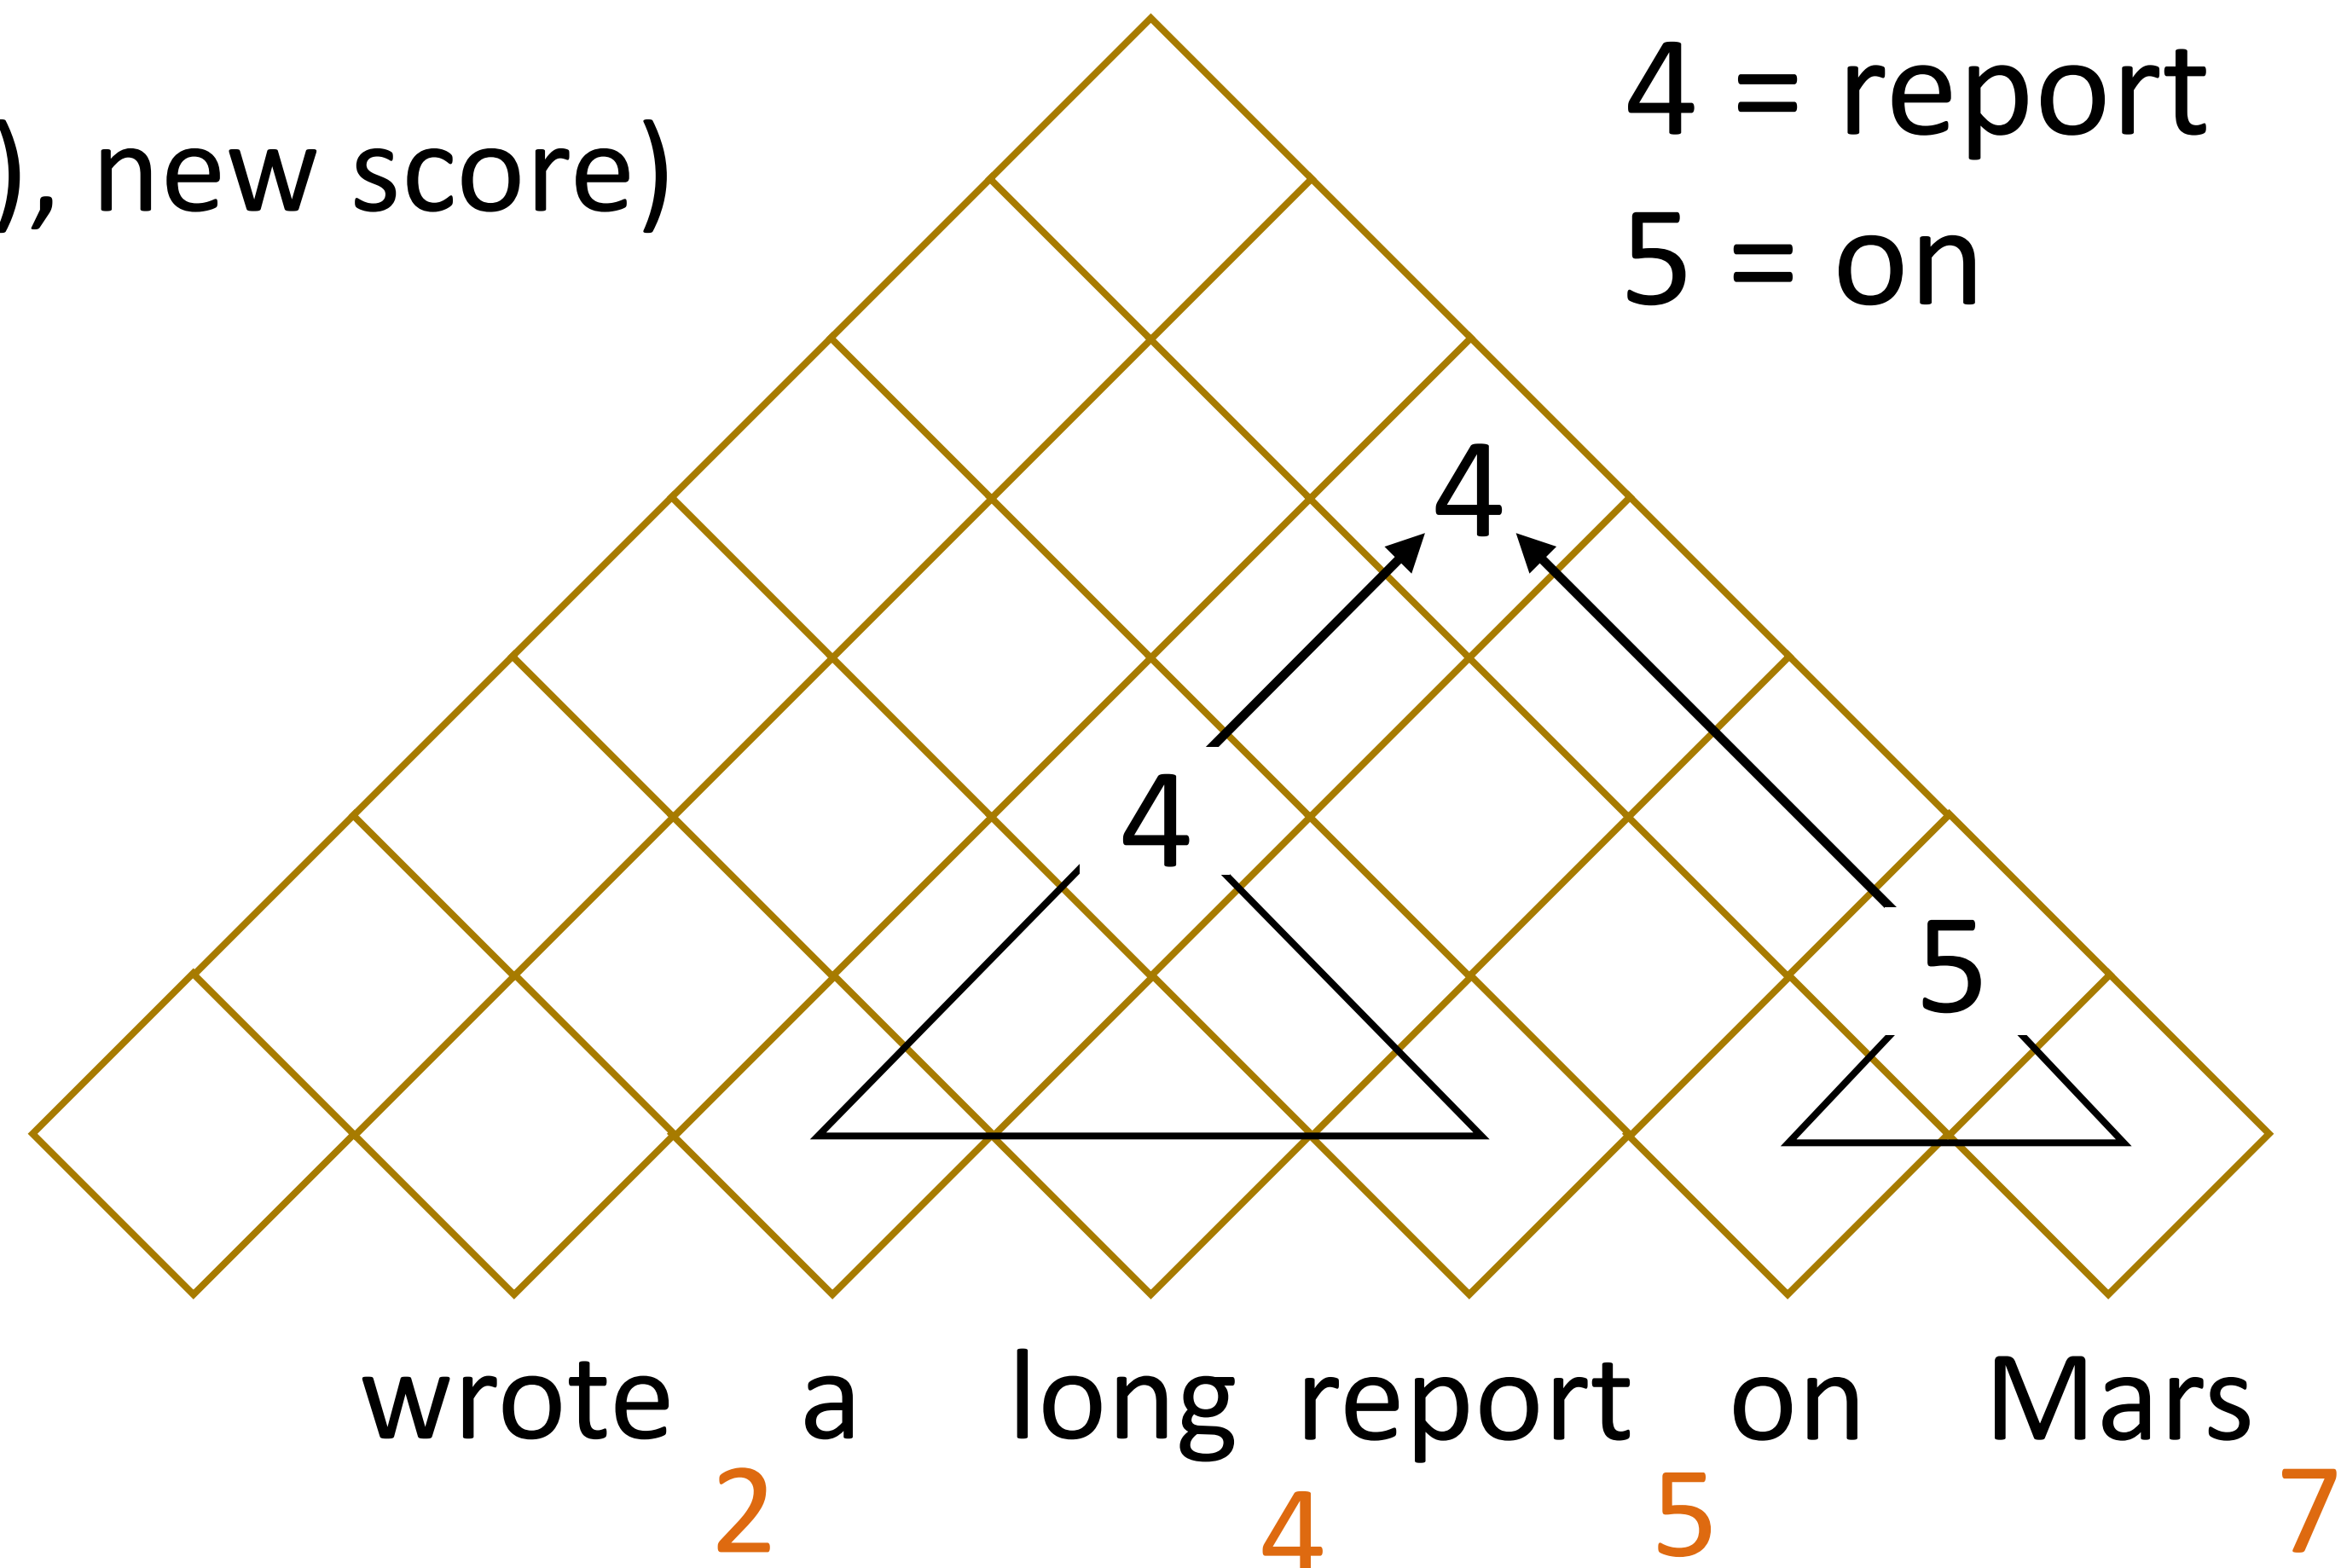 4 = report
), new score)
5 = on
4
4
5
wrote a long report on Mars
2 4 5 7